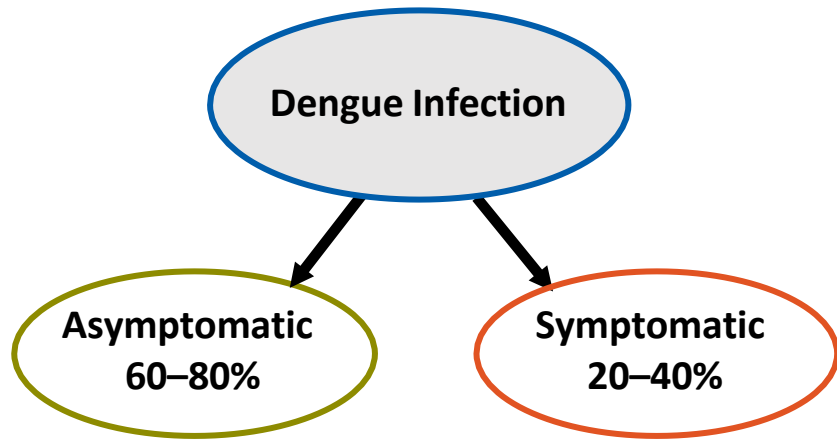 Dengue Infection
Asymptomatic
60–80%
Symptomatic
20–40%